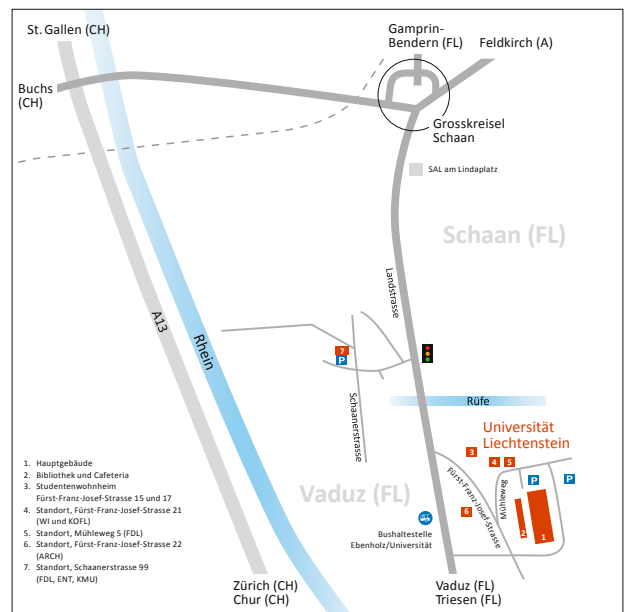 St. Gallen (CH)
Gamprin-
Bendern (FL)
Feldkirch (A)
Buchs
(CH)
Grosskreisel
Schaan
SAL am Lindaplatz
Schaan (FL)
Landstrasse
A13
Rhein
7
P
Schaanerstrasse
Rüfe
Universität
Liechtenstein
3
4
5
P
P
Fürst-Franz-Josef-Strasse
Mühleweg
6
2
1
Vaduz (FL)
Bushaltestelle
Ebenholz/Universität
1. Hauptgebäude
2. Bibliothek und Cafeteria
3. Studentenwohnheim
Fürst-Franz-Josef-Strasse 15 und 17
4. Standort, Fürst-Franz-Josef-Strasse 21
(WI und KOFL)
5. Standort, Mühleweg 5 (FDL)
6. Standort, Fürst-Franz-Josef-Strasse 22
(ARCH)
7. Standort, Schaanerstrasse 99
(FDL, ENT, KMU)
Zürich (CH)
Chur (CH)
Vaduz (FL)
Triesen (FL)